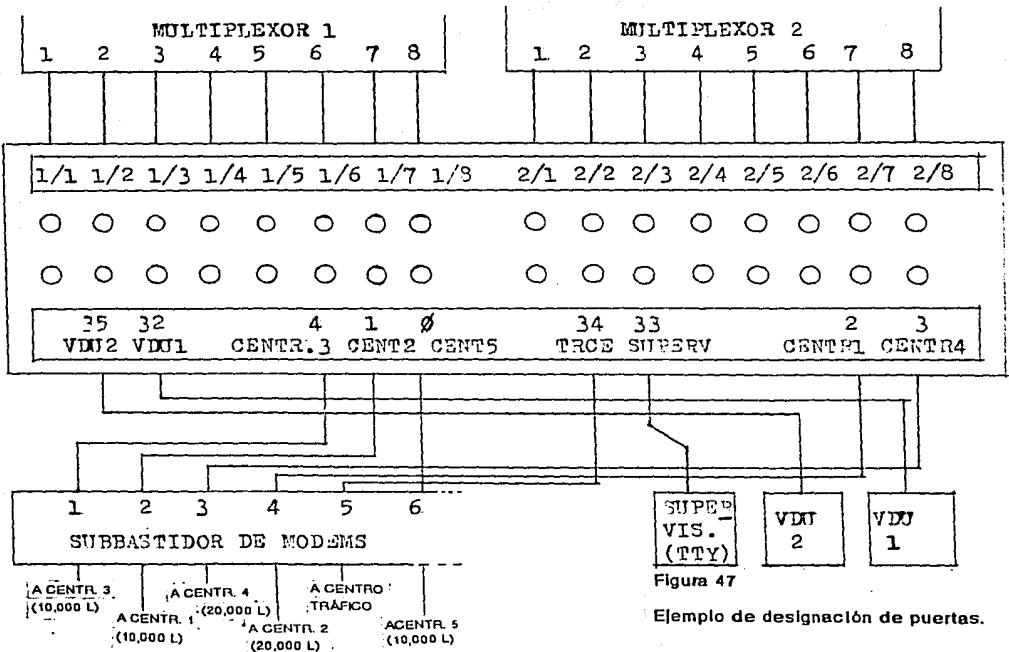 MULTIPLEXOR 1
1 2 3 4 5 6 7 8
MULTIPLEXOR 2
1 2 3 4 5 6 7 8
1/1 1/2 1/3 1/4 1/5 1/6 1/7 1/8
2/1 2/2 2/3 2/4 2/5 2/6 2/7 2/8
35 32 4 1 Ø 34 33 2 3
VDU2 VDU1 CENTR.3 CENT2 CENT5 TRCE SUPERV CENTR1 CENTR4
1 2 3 4 5 6
SUBBASTIDOR DE MODEMS
A CENTR. 3
(10,000 L)
A CENTR. 1
(10,000 L)
A CENTR. 4
(20,000 L)
A CENTR. 2
(20,000 L)
A CENTRO
TRÁFICO
ACENTR. 5
(10,000 L)
SUPER
VIS.
(TTY)
VDU
2
VDU
1
Figura 47
Ejemplo de designación de puertas.